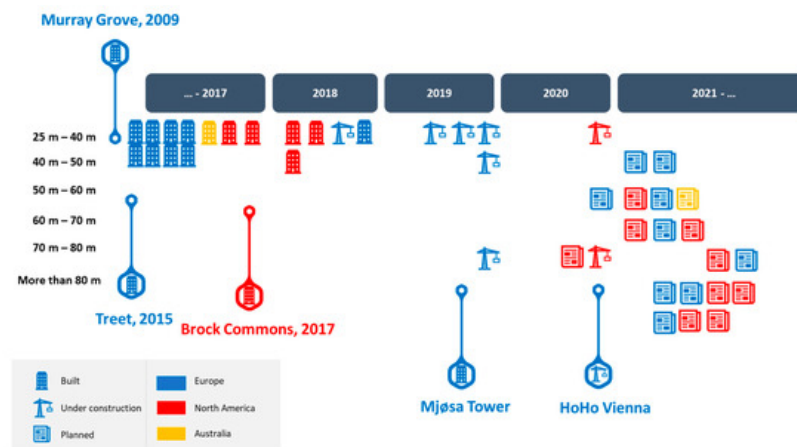 Murray Grove, 2009
... - 2017
2018
2019
2020
2021 - ...
25 m – 40 m
40 m – 50 m
50 m – 60 m
60 m – 70 m
70 m – 80 m
More than 80 m
Treet, 2015
Brock Commons, 2017
Mjøsa Tower
HoHo Vienna
Built
Europe
Under construction
North America
Planned
Australia